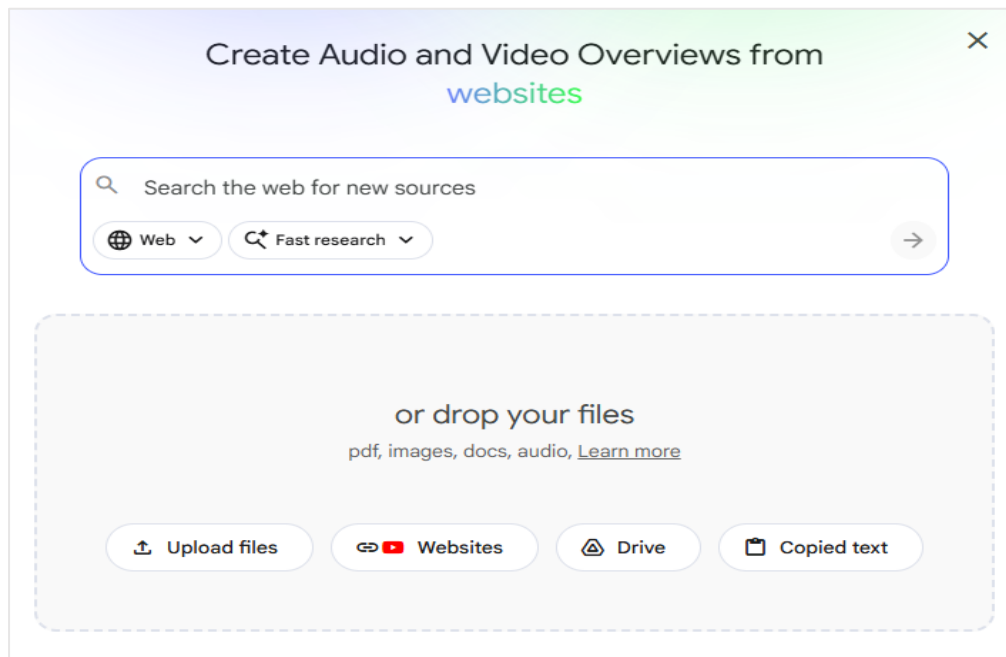 Create Audio and Video Overviews from
websites
Search the web for new sources
Web
Fast research
or drop your files
pdf, images, docs, audio, Learn more
Upload files
Websites
Drive
Copied text